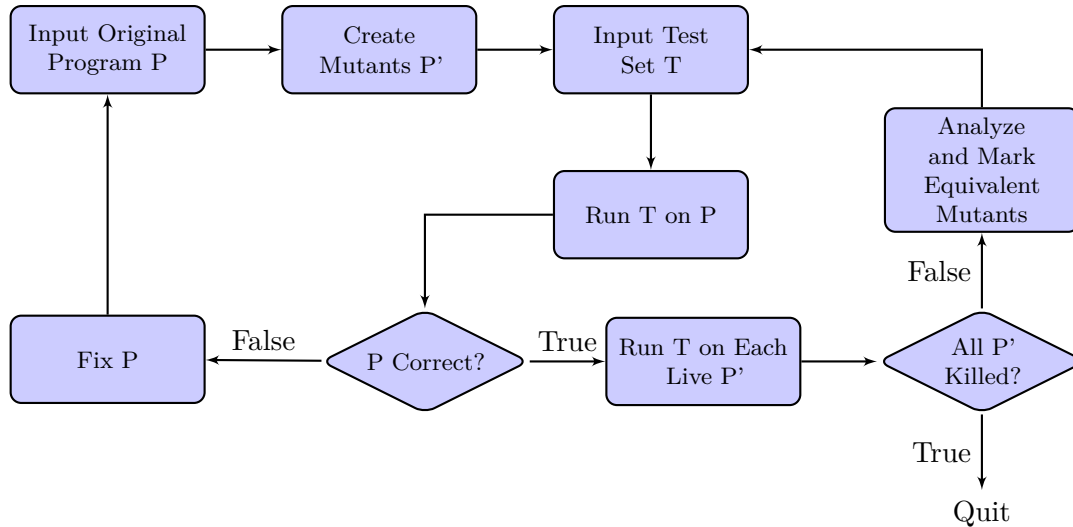 Input Original
Program P
Create
Mutants P'
Input Test
Set T
Analyze
and Mark
Equivalent
Mutants
Run T on P
False
Fix P
False
P Correct?
True
Run T on Each
Live P'
All P'
Killed?
True
Quit